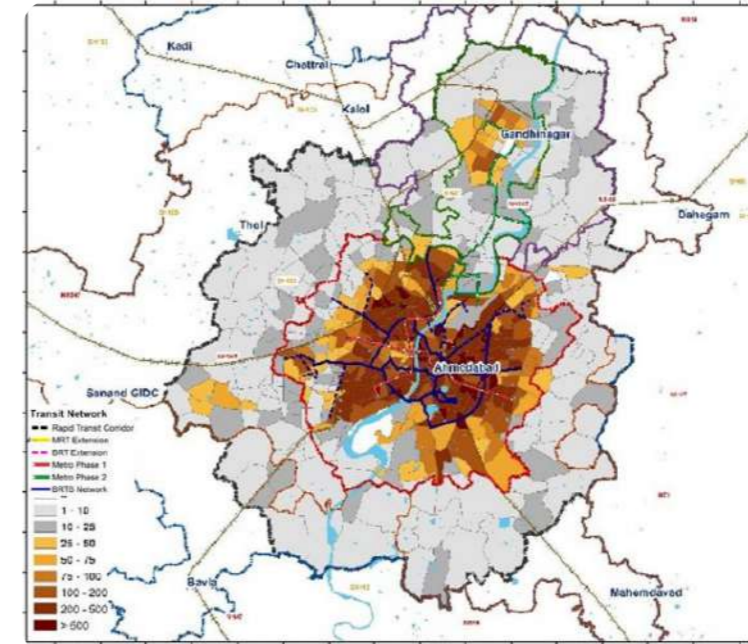 Kadi
Chattral
Kalol
Gandhinagar
Thol
Dahegam
Ahmedabad
Sanand GIDC
Transit Network
Rapid Transit Corridor
MRT Extension
BRT Extension
Metro Phase 1
Metro Phase 2
BRTS Network
1 - 10
10 - 25
25 - 50
50 - 75
75 - 100
100 - 200
200 - 500
> 500
Bavla
Mahemdavad